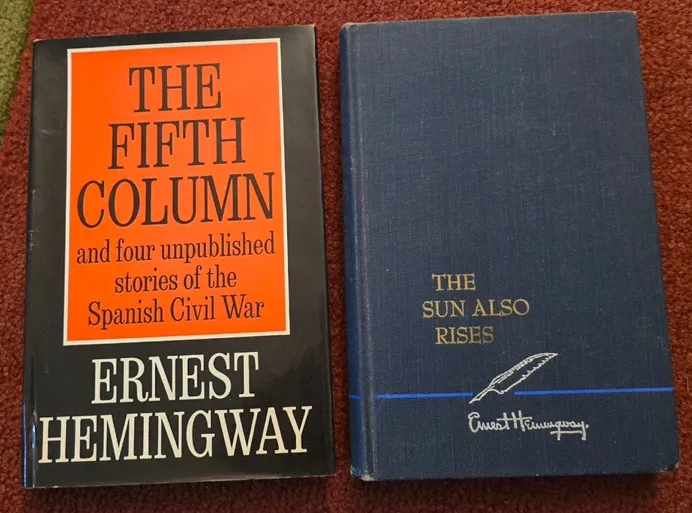 THE
FIFTH
COLUMN
and four unpublished
stories of the
Spanish Civil War
ERNEST
HEMINGWAY
THE
SUN ALSO
RISES
Ernest Hemingway.